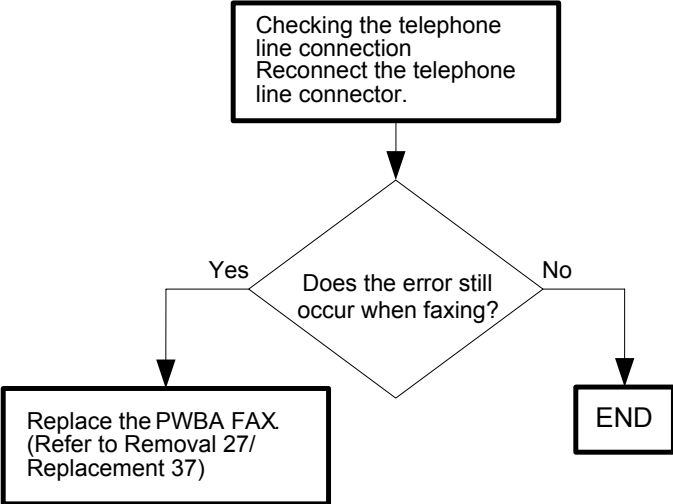 Checking the telephone
line connection
Reconnect the telephone
line connector.
Yes
No
Does the error still
occur when faxing?
Replace the PWBA FAX.
(Refer to Removal 27/
Replacement 37)
END